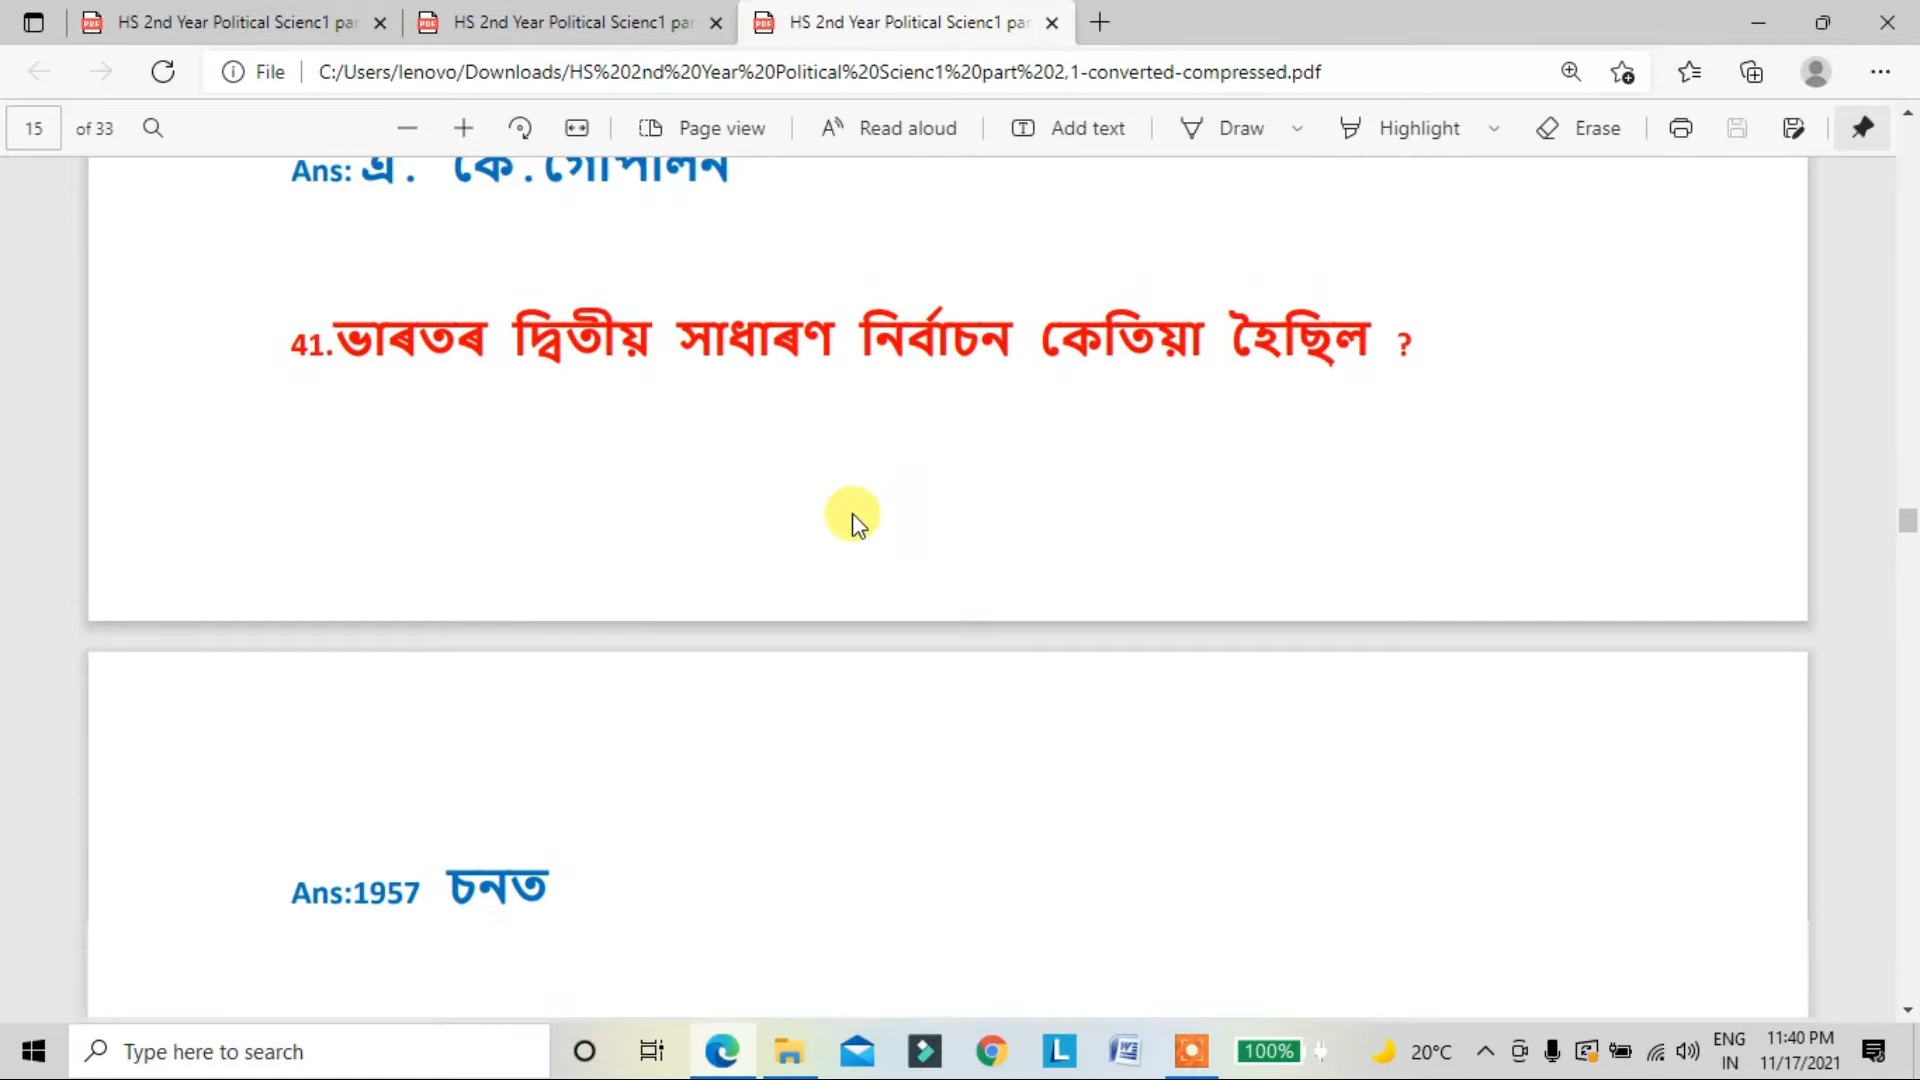 HS 2nd Year Political Scienc1 par
HS 2nd Year Political Scienc1 par
HS 2nd Year Political Scienc1 par
File
C:/Users/lenovo/Downloads/HS%202nd%20Year%20Political%20Scienc1%20part%202,1-converted-compressed.pdf
15 of 33
Page view
Read aloud
Add text
Draw
Highlight
Erase
Ans: এ. কে.গোপালন
41.ভাৰতৰ দ্বিতীয় সাধাৰণ নিৰ্বাচন কেতিয়া হৈছিল ?
Ans:1957 চনত
Type here to search
100%
20°C
ENG
IN
11:40 PM
11/17/2021